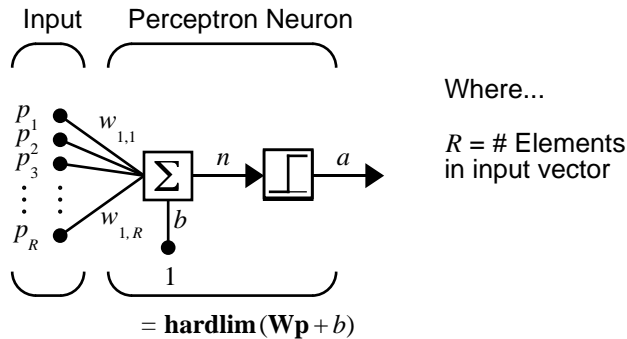 Input Perceptron Neuron
Where...
p1 w1,1
p2
p3
R = # Elements
in input vector
Σ n a
pR w1,R b
1
= hardlim(Wp+b)